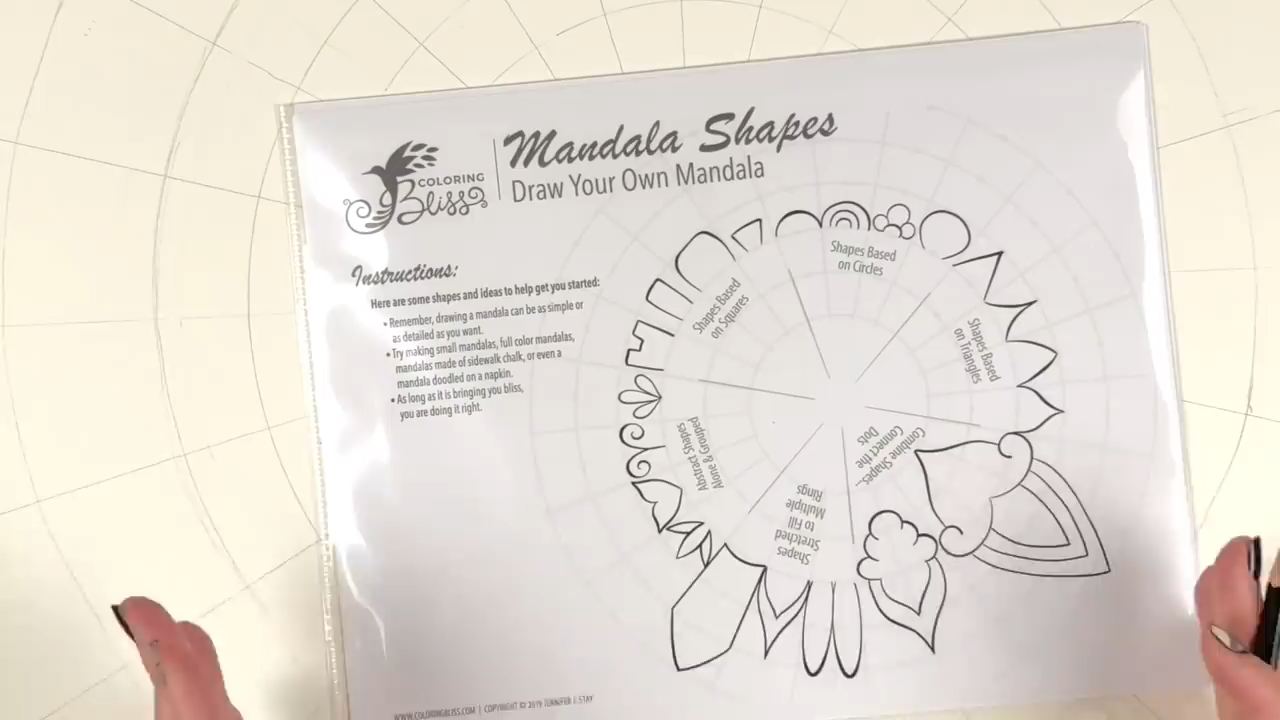 COLORING
Bliss
Mandala Shapes
Draw Your Own Mandala
Instructions:
Here are some shapes and ideas to help get you started:
• Remember, drawing a mandala can be as simple or
as detailed as you want.
• Try making small mandalas, full color mandalas,
mandalas made of sidewalk chalk, or even a
mandala doodled on a napkin.
• As long as it is bringing you bliss,
you are doing it right.
Shapes Based
on Circles
Shapes Based
on Triangles
Combine Shapes...
Connect the
Dots
Shapes
Stretched
to Fill
Multiple
Rings
Abstract Shapes
Alone & Grouped
Shapes Based
on Squares
WWW.COLORINGBLISS.COM | COPYRIGHT © 2019 JENNIFER J. STAY